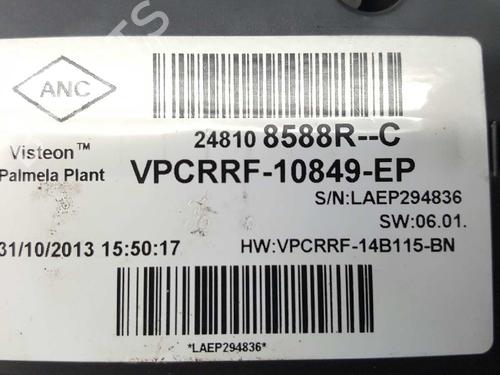 ANC
24810 8588R--C
Visteon™
Palmela Plant
VPCRRF-10849-EP
S/N:LAEP294836
SW:06.01.
31/10/2013 15:50:17
HW:VPCRRF-14B115-BN
*LAEP294836*